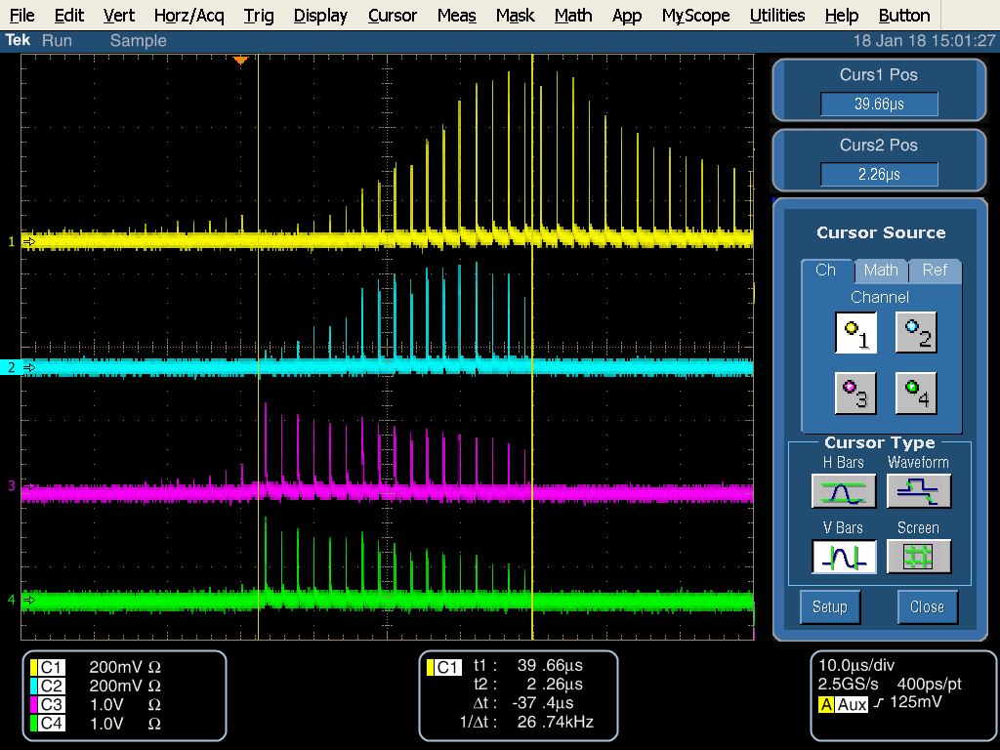 File Edit Vert Horz/Acq Trig Display Cursor Meas Mask Math App MyScope Utilities Help Button
Tek Run Sample 18 Jan 18 15:01:27
Curs1 Pos
39.66µs
Curs2 Pos
2.26µs
Cursor Source
Ch Math Ref
Channel
1 2
3 4
Cursor Type
H Bars Waveform
V Bars Screen
Setup Close
1
2
3
4
C1 200mV Ω
C2 200mV Ω
C3 1.0V Ω
C4 1.0V Ω
C1 t1 : 39 .66µs
t2 : 2 .26µs
Δt : -37 .4µs
1/Δt : 26 .74kHz
10.0µs/div
2.5GS/s 400ps/pt
A Aux 125mV